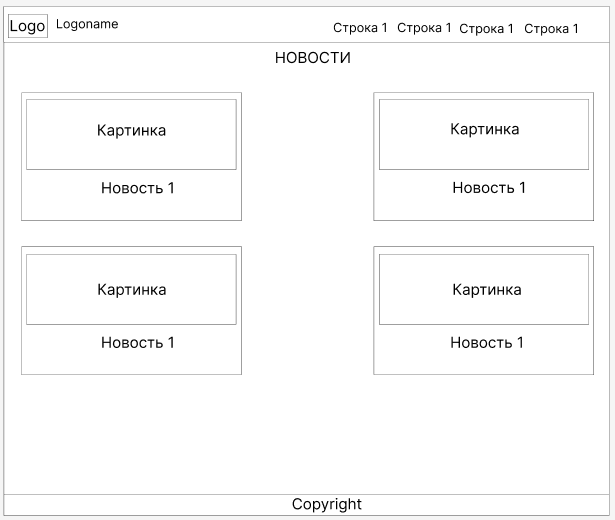 Logo Logoname Строка 1 Строка 1 Строка 1 Строка 1
НОВОСТИ
Картинка Картинка
Новость 1 Новость 1
Картинка Картинка
Новость 1 Новость 1
Copyright